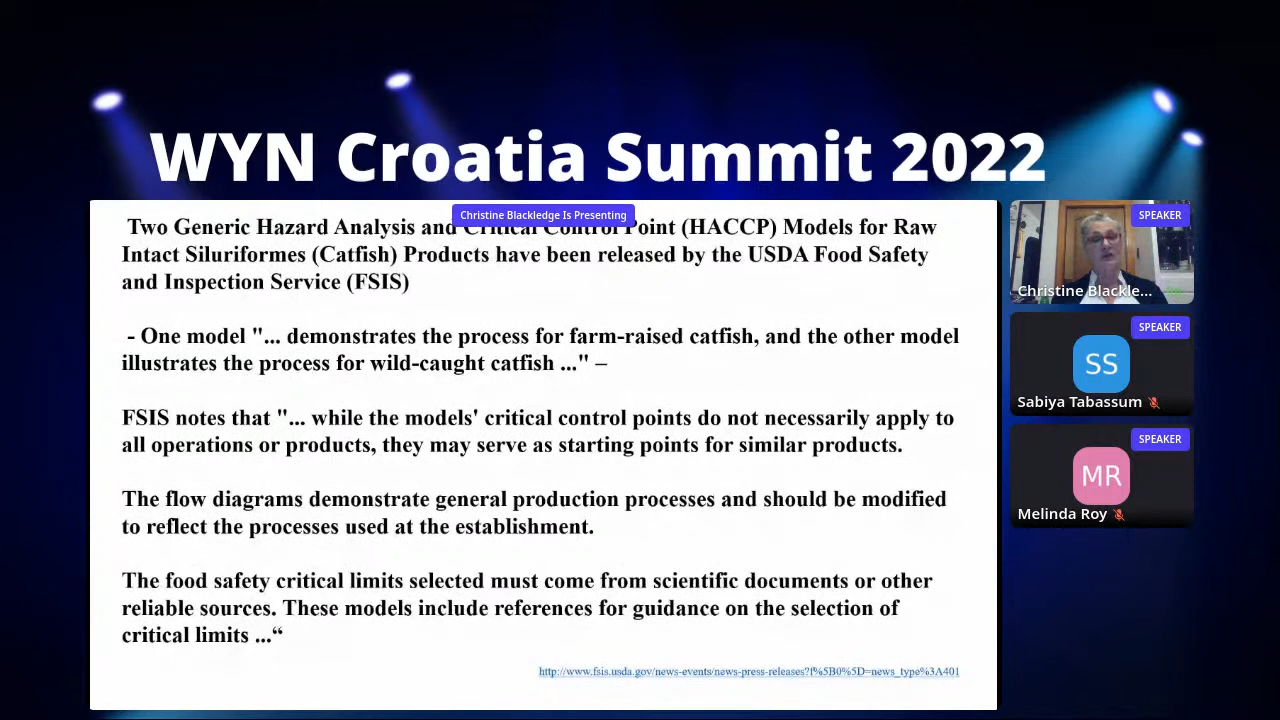 WYN Croatia Summit 2022
Christine Blackledge Is Presenting
Two Generic Hazard Analysis and Critical Control Point (HACCP) Models for Raw
Intact Siluriformes (Catfish) Products have been released by the USDA Food Safety
and Inspection Service (FSIS)
- One model "... demonstrates the process for farm-raised catfish, and the other model
illustrates the process for wild-caught catfish ..." –
FSIS notes that "... while the models' critical control points do not necessarily apply to
all operations or products, they may serve as starting points for similar products.
The flow diagrams demonstrate general production processes and should be modified
to reflect the processes used at the establishment.
The food safety critical limits selected must come from scientific documents or other
reliable sources. These models include references for guidance on the selection of
critical limits ...“
http://www.fsis.usda.gov/news-events/news-press-releases?f%5B0%5D=news_type%3A401
SPEAKER
Christine Blackle...
SPEAKER
SS
Sabiya Tabassum
SPEAKER
MR
Melinda Roy